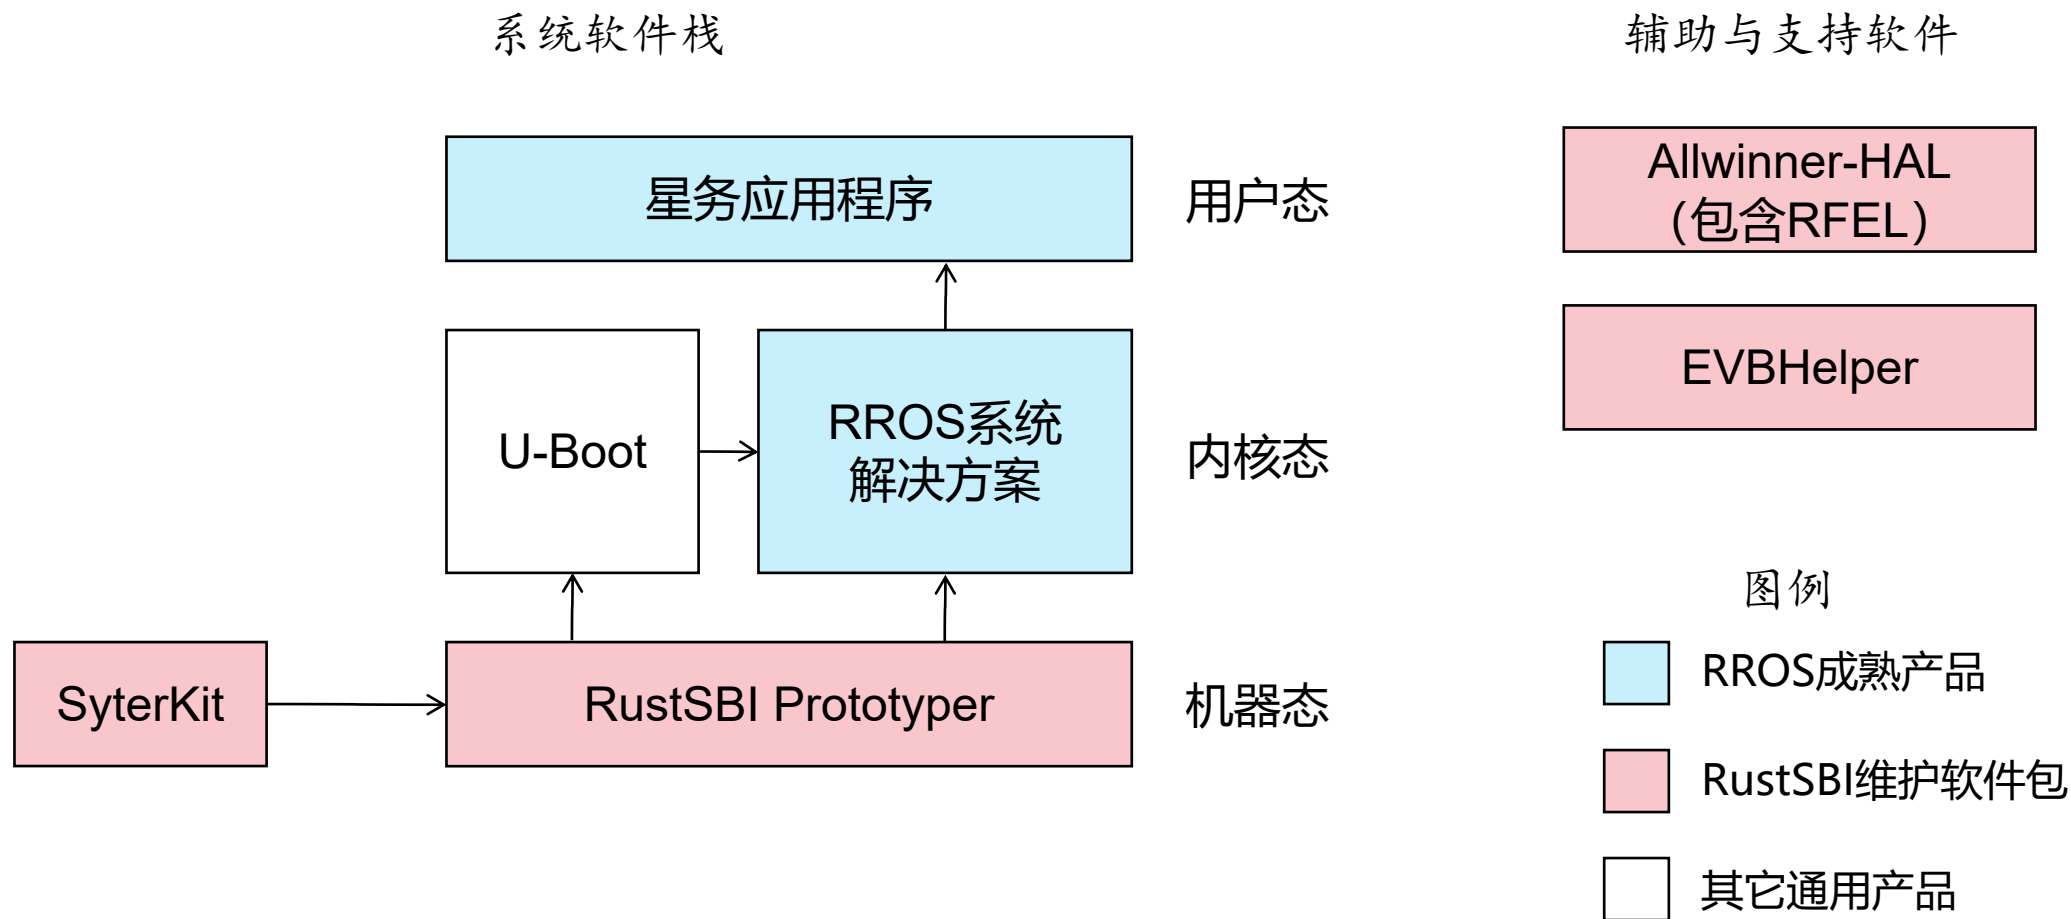 系统软件栈
辅助与支持软件
星务应用程序
用户态
Allwinner-HAL
（包含RFEL）
EVBHelper
U-Boot
RROS系统
解决方案
内核态
SyterKit
RustSBI Prototyper
机器态
图例
RROS成熟产品
RustSBI维护软件包
其它通用产品